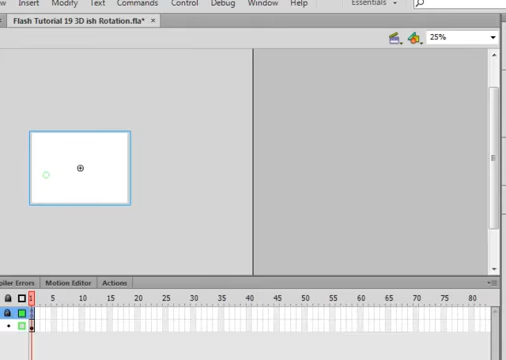 Insert Modify Text Commands Control Debug Window Help Essentials
Flash Tutorial 19 3D ish Rotation.fla* ×
25%
Motion Editor Actions
1 5 10 15 20 25 30 35 40 45 50 55 60 65 70 75 80